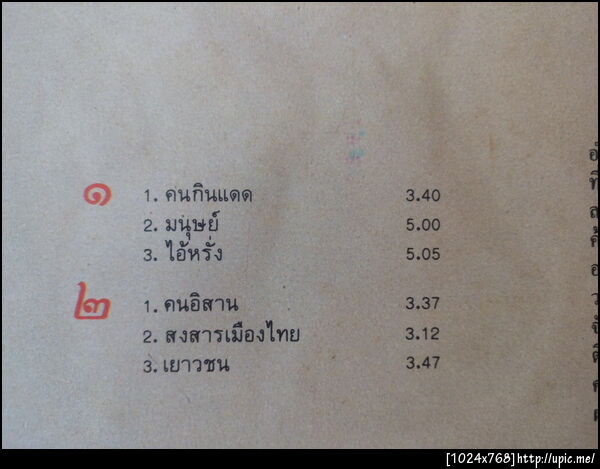 ๑ 1. คนกินแดด 3.40
2. มนุษย์ 5.00
3. ไอ้หรั่ง 5.05
๒ 1. คนอิสาน 3.37
2. สงสารเมืองไทย 3.12
3. เยาวชน 3.47
[1024x768]http://upic.me/